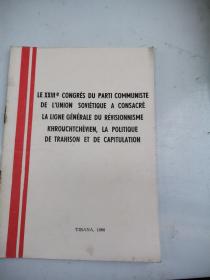 LE XXIIIe CONGRÈS DU PARTI COMMUNISTE
DE L'UNION SOVIÉTIQUE A CONSACRÉ
LA LIGNE GÉNÉRALE DU RÉVISIONNISME
KHROUCHTCHÉVIEN, LA POLITIQUE
DE TRAHISON ET DE CAPITULATION
TIRANA, 1966